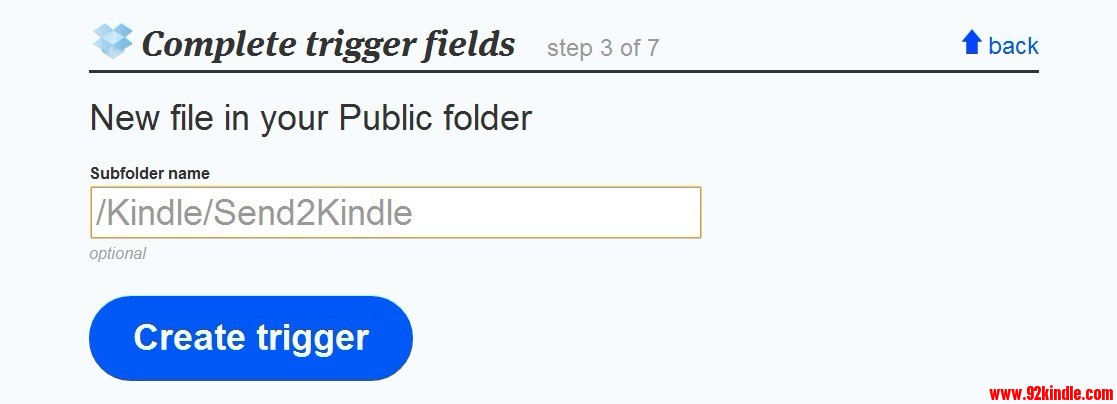 Complete trigger fields step 3 of 7 back
New file in your Public folder
Subfolder name
/Kindle/Send2Kindle
optional
Create trigger
www.92kindle.com